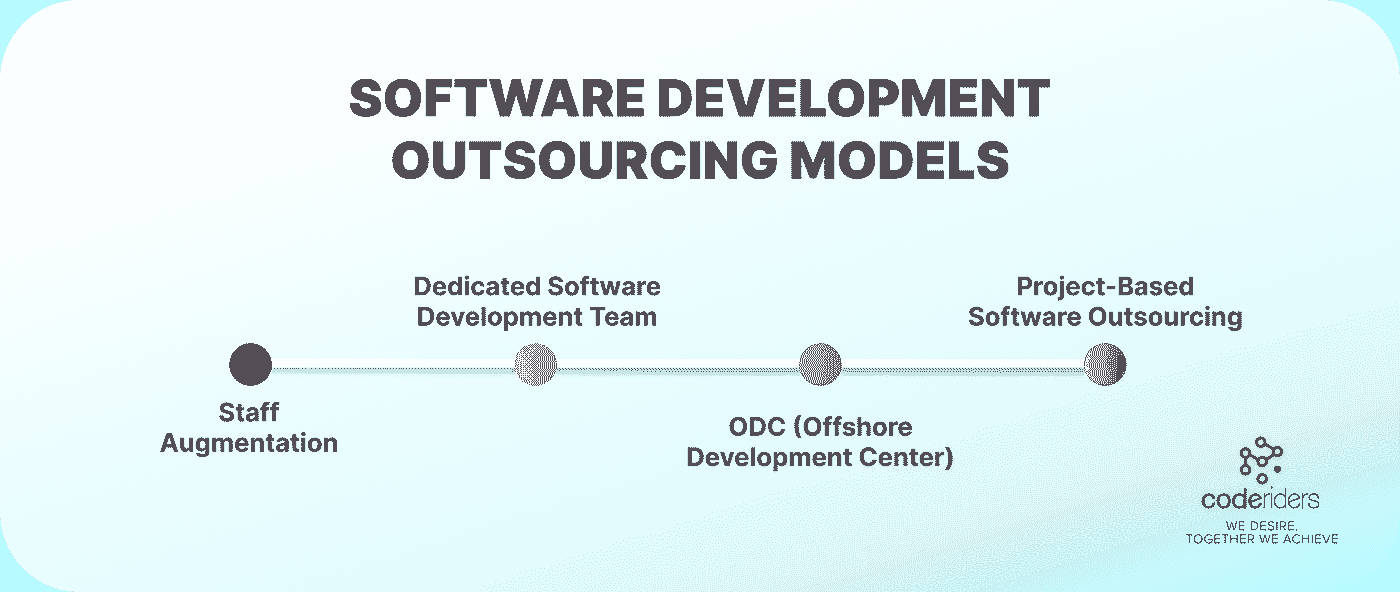 SOFTWARE DEVELOPMENT
OUTSOURCING MODELS
Dedicated Software
Development Team
Project-Based
Software Outsourcing
Staff
Augmentation
ODC (Offshore
Development Center)
coderiders
WE DESIRE,
TOGETHER WE ACHIEVE